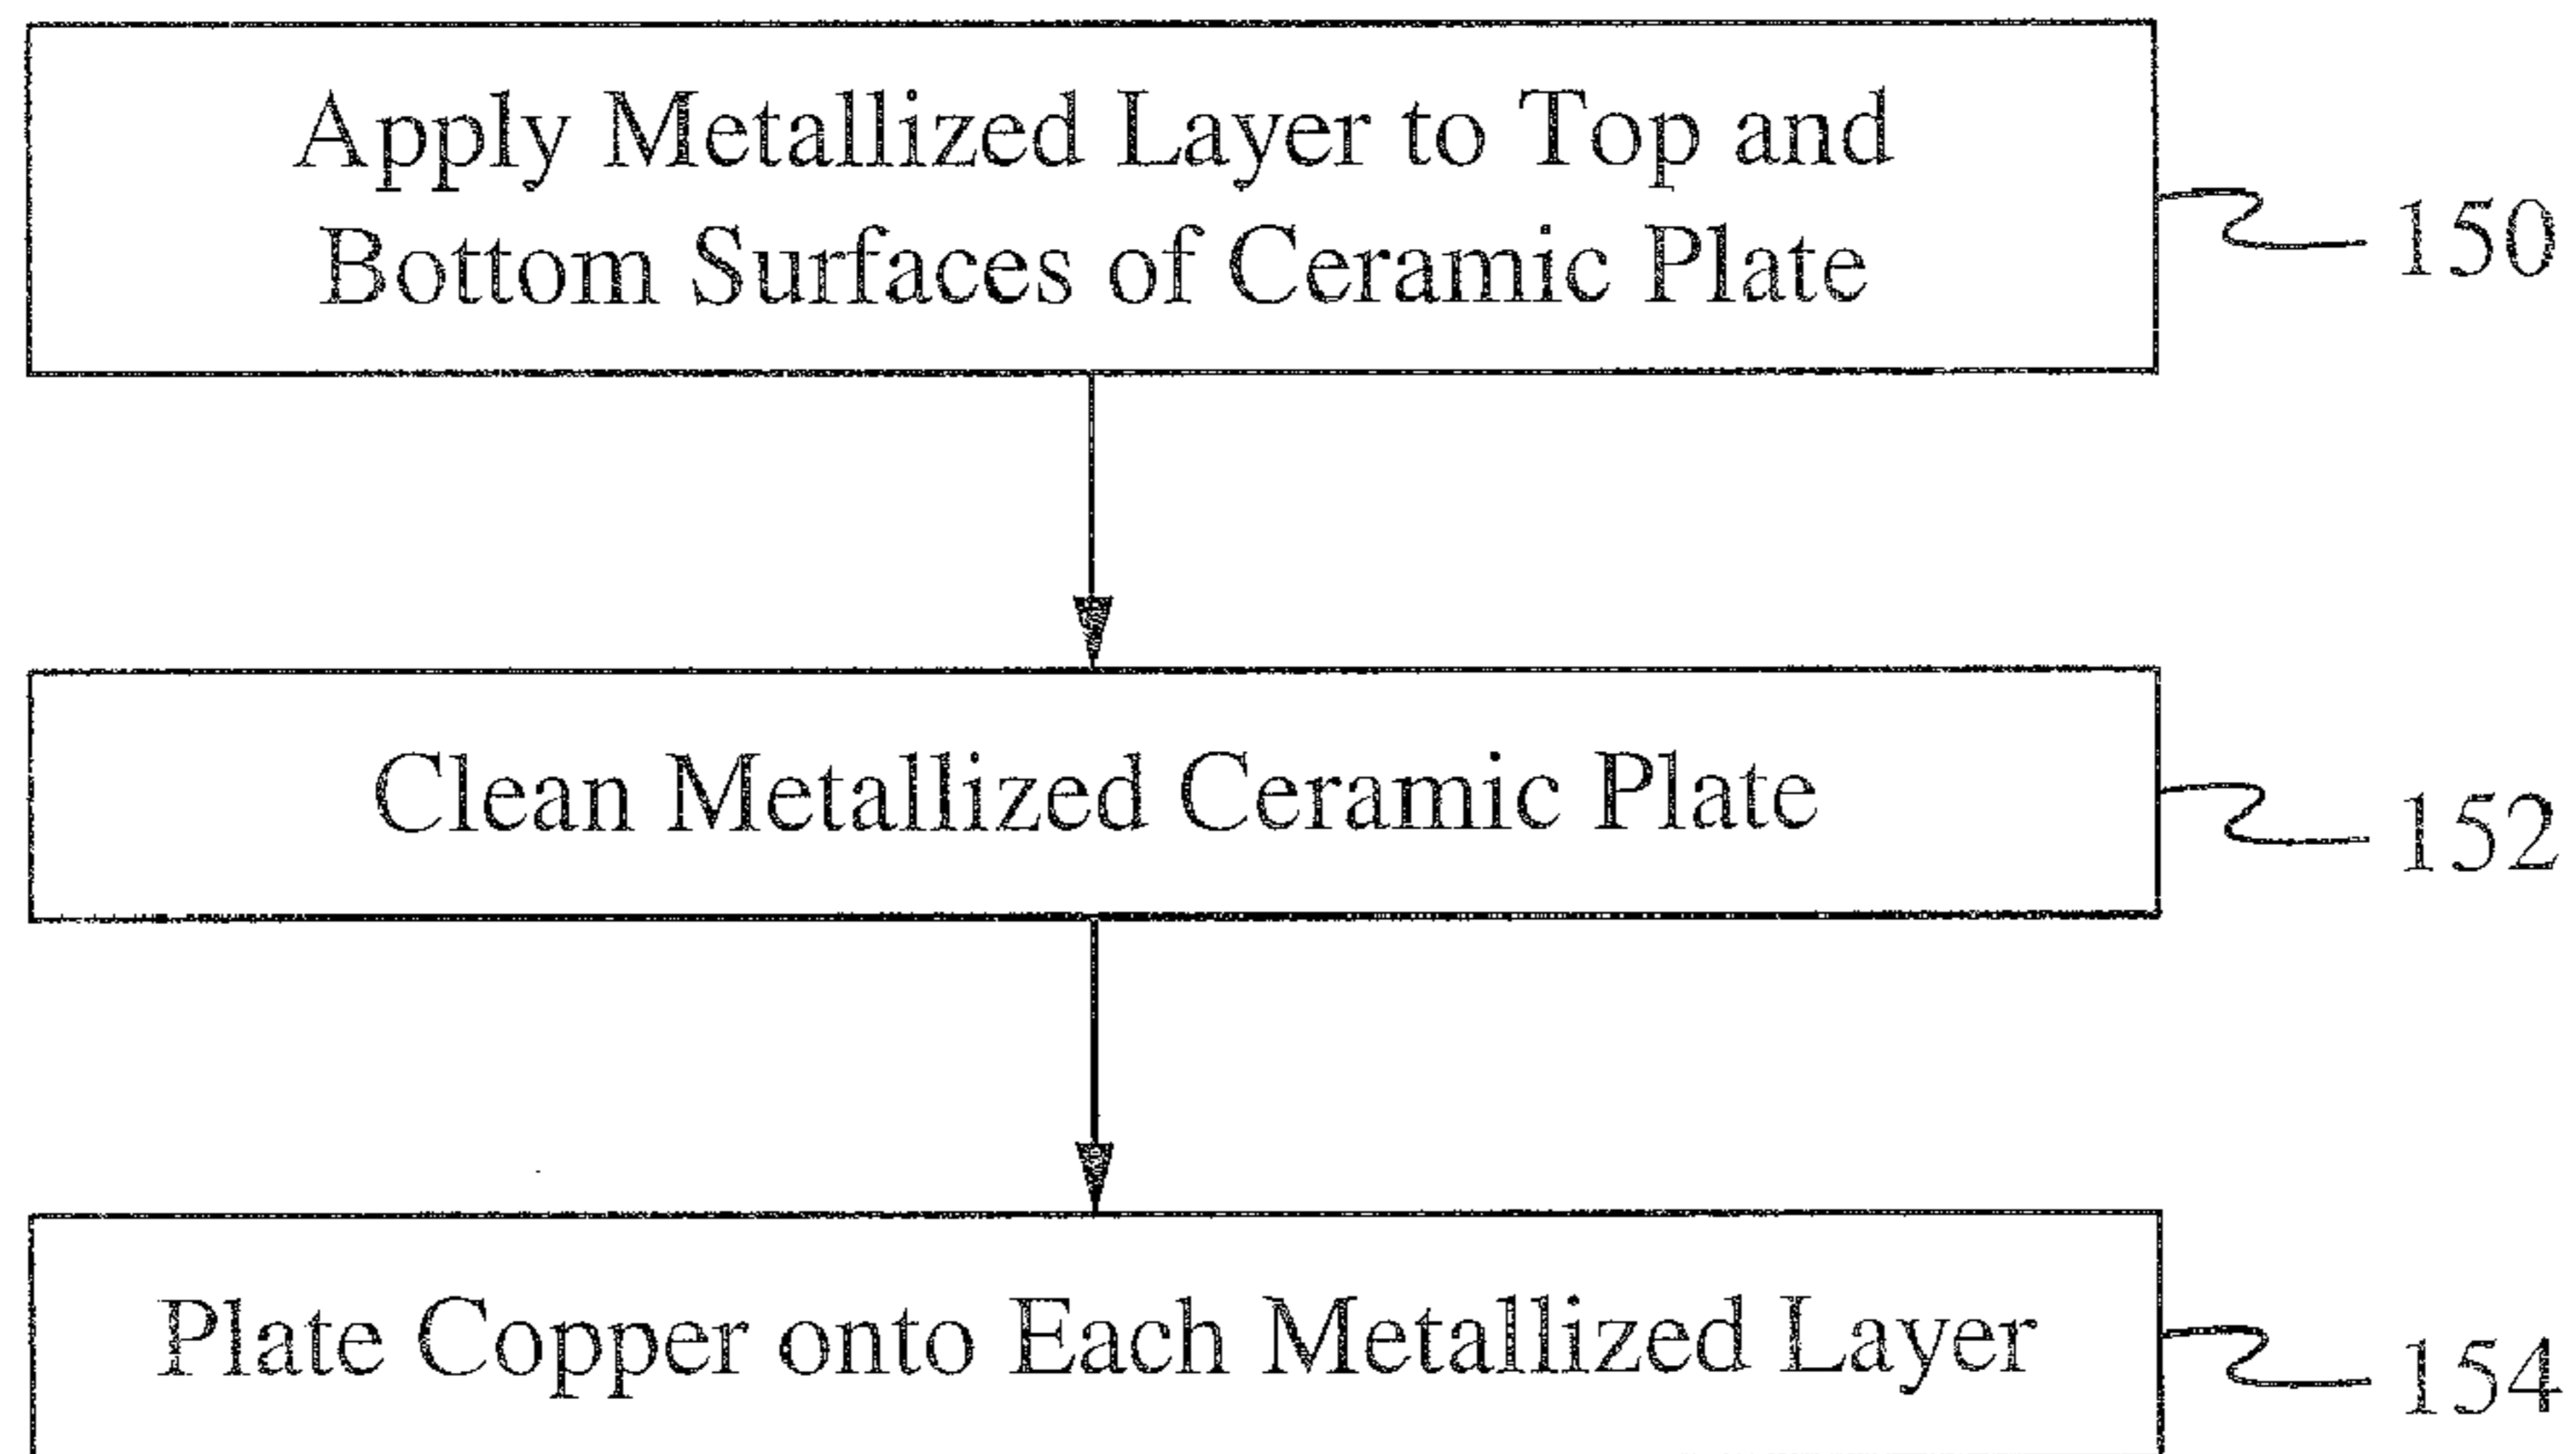 Apply Metallized Layer to Top and
Bottom Surfaces of Ceramic Plate
150
Clean Metallized Ceramic Plate
152
Plate Copper onto Each Metallized Layer
154